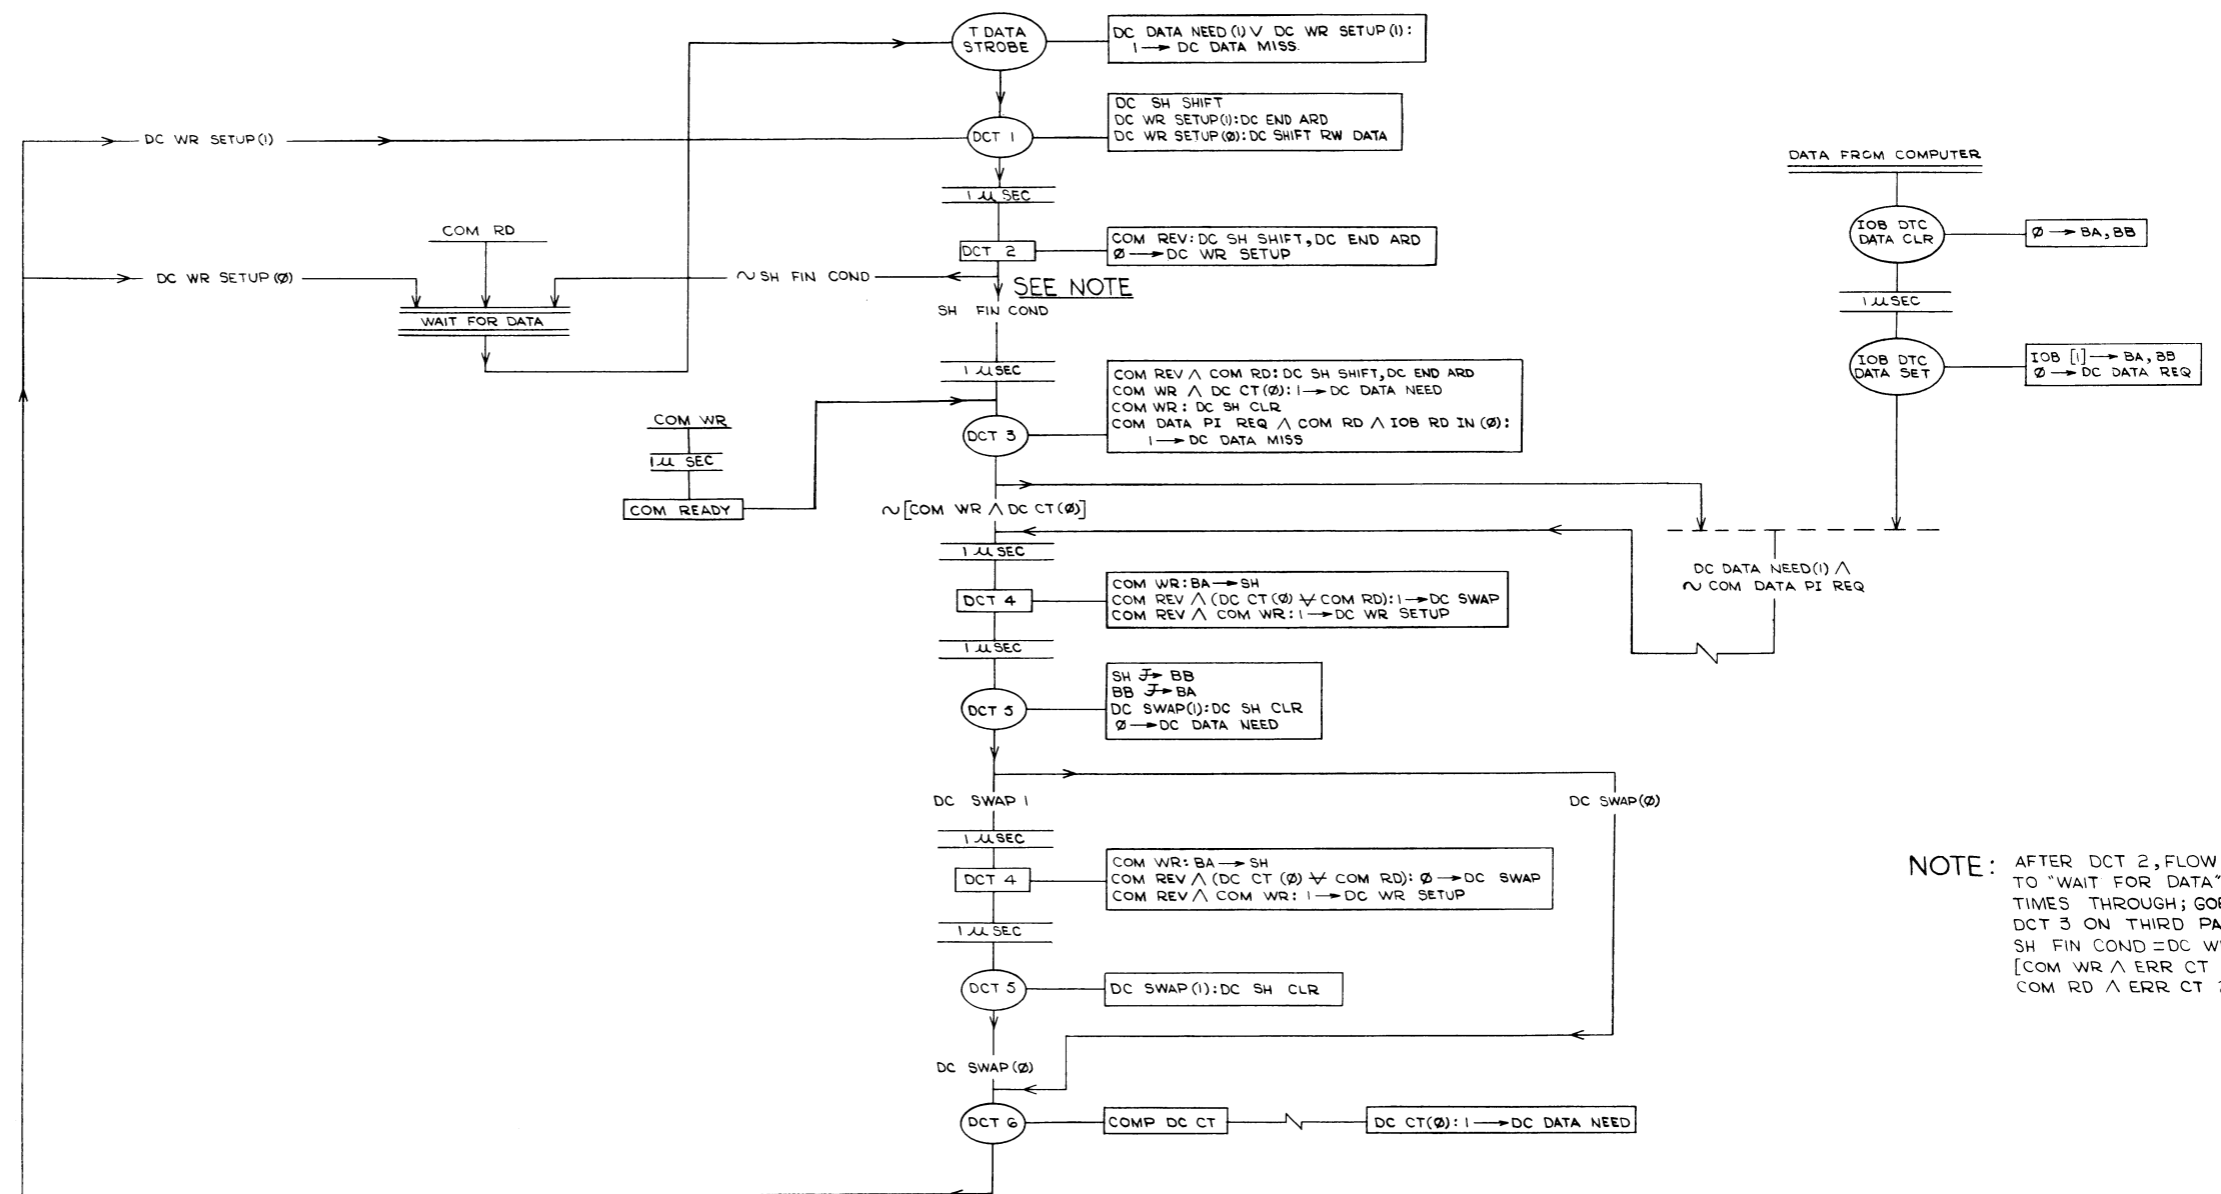 T DATA
STROBE
DC DATA NEED (1) V DC WR SETUP (1):
1 → DC DATA MISS.
DC WR SETUP(1)
DCT 1
DC SH SHIFT
DC WR SETUP(1): DC END ARD
DC WR SETUP(Ø): DC SHIFT RW DATA
1 µ SEC
DATA FROM COMPUTER
COM RD
DCT 2
COM REV: DC SH SHIFT, DC END ARD
Ø → DC WR SETUP
IOB DTC
DATA CLR
Ø → BA, BB
DC WR SETUP(Ø)
∼ SH FIN COND
SEE NOTE
WAIT FOR DATA
SH FIN COND
1 µSEC
1 µSEC
IOB DTC
DATA SET
IOB [1] → BA, BB
Ø → DC DATA REQ
COM WR
1 µ SEC
COM READY
DCT 3
COM REV ∧ COM RD: DC SH SHIFT, DC END ARD
COM WR ∧ DC CT(Ø): 1 → DC DATA NEED
COM WR: DC SH CLR
COM DATA PI REQ ∧ COM RD ∧ IOB RD IN (Ø):
1 → DC DATA MISS
∼ [COM WR ∧ DC CT (Ø)]
1 µ SEC
DC DATA NEED(1) ∧
∼ COM DATA PI REQ
DCT 4
COM WR: BA → SH
COM REV ∧ (DC CT (Ø) ⊻ COM RD): 1 → DC SWAP
COM REV ∧ COM WR: 1 → DC WR SETUP
1 µSEC
DCT 5
SH J→ BB
BB J→ BA
DC SWAP(1): DC SH CLR
Ø → DC DATA NEED
DC SWAP 1
DC SWAP(Ø)
1 µSEC
DCT 4
COM WR: BA → SH
COM REV ∧ (DC CT (Ø) ⊻ COM RD): Ø → DC SWAP
COM REV ∧ COM WR: 1 → DC WR SETUP
1 µSEC
DCT 5
DC SWAP(1): DC SH CLR
DC SWAP(Ø)
DCT 6
COMP DC CT
DC CT(Ø): 1 → DC DATA NEED
NOTE: AFTER DCT 2, FLOW
TO "WAIT FOR DATA"
TIMES THROUGH; GO
DCT 3 ON THIRD PA
SH FIN COND = DC W
[COM WR ∧ ERR CT
COM RD ∧ ERR CT